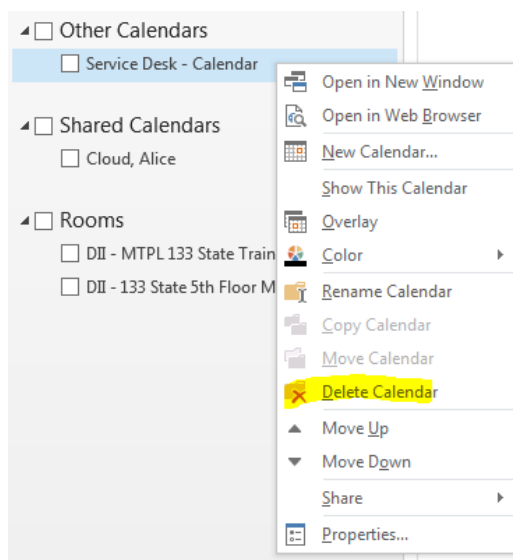 Other Calendars
Service Desk - Calendar
Shared Calendars
Cloud, Alice
Rooms
DII - MTPL 133 State Train
DII - 133 State 5th Floor M
Open in New Window
Open in Web Browser
New Calendar...
Show This Calendar
Overlay
Color
Rename Calendar
Copy Calendar
Move Calendar
Delete Calendar
Move Up
Move Down
Share
Properties...